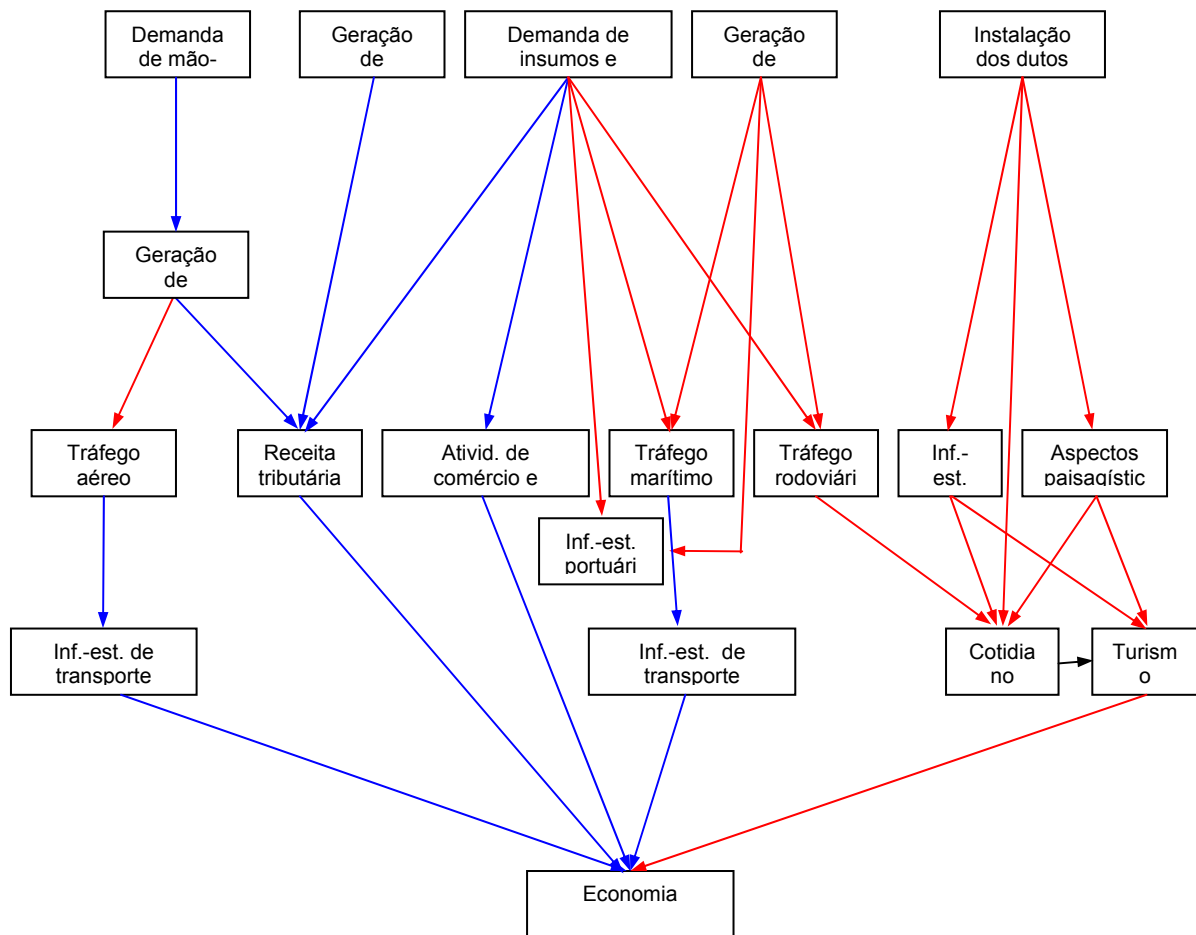 Demanda
de mão-
Geração
de
Demanda de
insumos e
Geração
de
Instalação
dos dutos
Geração
de
Tráfego
aéreo
Receita
tributária
Ativid. de
comércio e
Tráfego
marítimo
Tráfego
rodoviári
Inf.-
est.
Aspectos
paisagístic
Inf.-est.
portuári
Inf.-est. de
transporte
Inf.-est. de
transporte
Cotidia
no
Turism
o
Economia